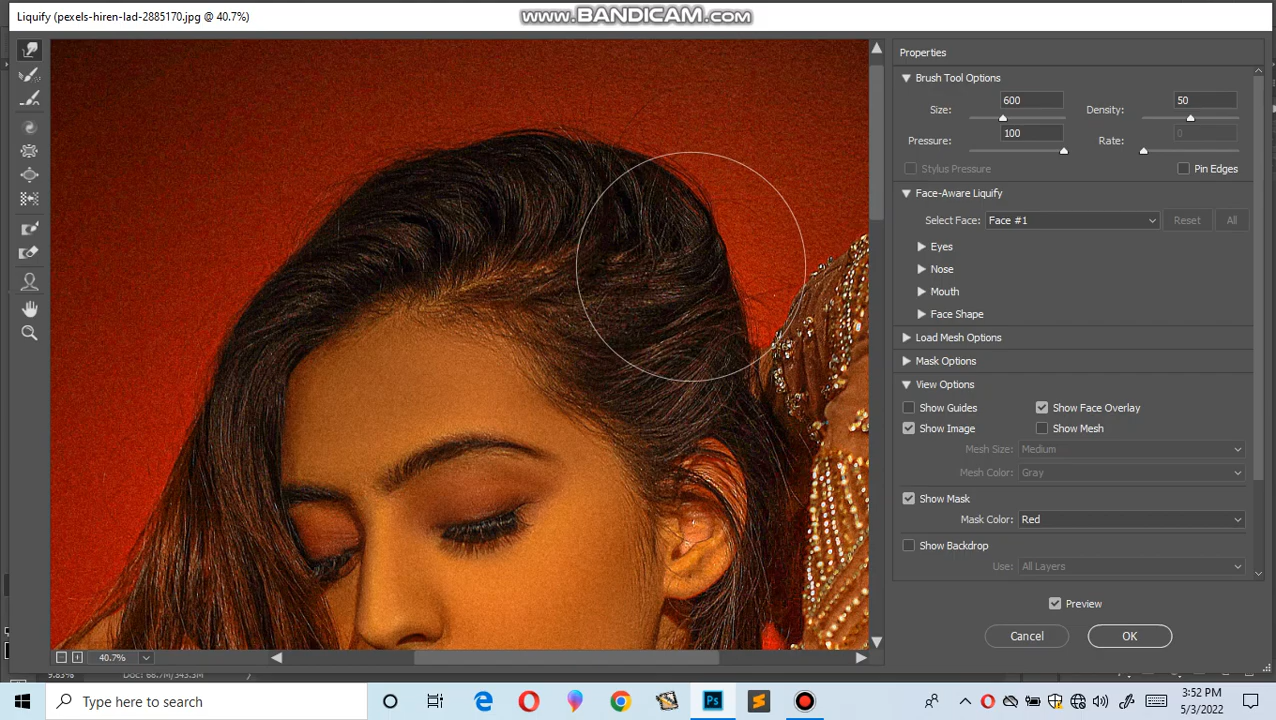 Liquify (pexels-hiren-lad-2885170.jpg @ 40.7%)
www.BANDICAM.com
Properties
Brush Tool Options
Size: 600 Density: 50
Pressure: 100 Rate: 0
Stylus Pressure Pin Edges
Face-Aware Liquify
Select Face: Face #1 Reset All
Eyes
Nose
Mouth
Face Shape
Load Mesh Options
Mask Options
View Options
Show Guides Show Face Overlay
Show Image Show Mesh
Mesh Size: Medium
Mesh Color: Gray
Show Mask
Mask Color: Red
Show Backdrop
Use: All Layers
Preview
Cancel OK
40.7%
9.83% Doc: 68.7M/343.3M
Type here to search
Ps
3:52 PM
5/3/2022